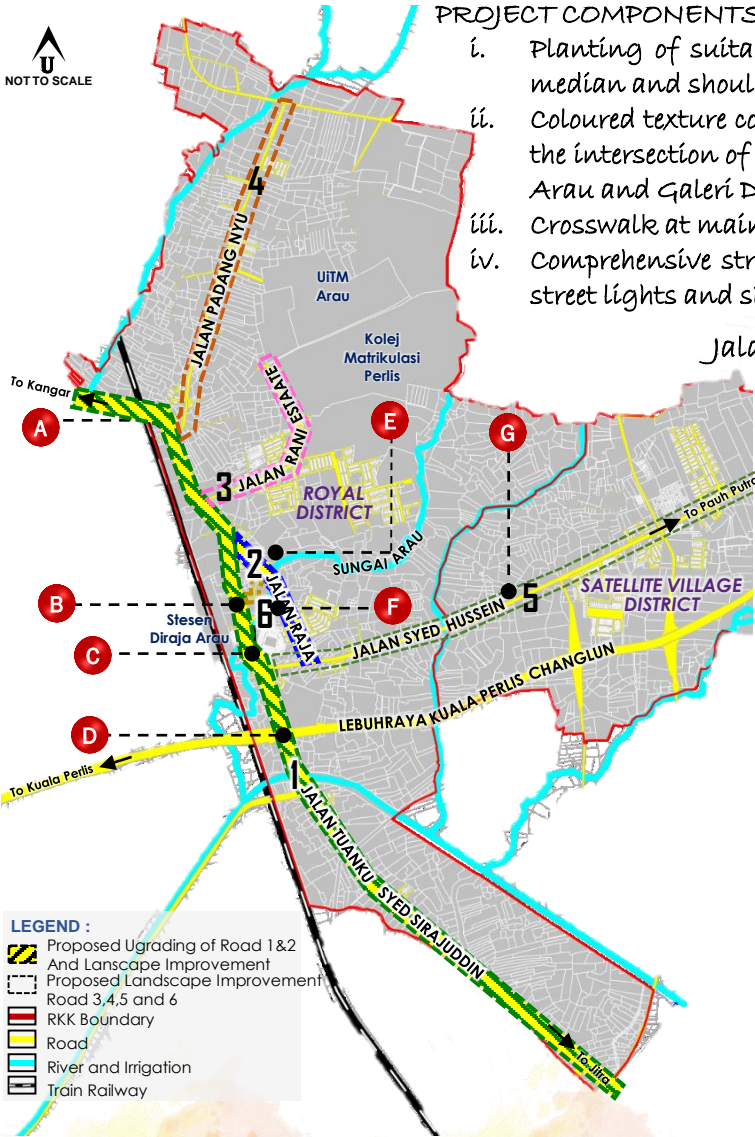 U
NOT TO SCALE
PROJECT COMPONENTS
i. Planting of suita
median and shoul
ii. Coloured texture co
the intersection of
Arau and Galeri D
iii. Crosswalk at main
iv. Comprehensive str
street lights and si
Jala
4
JALAN PADANG NYU
UiTM
Arau
Kolej
Matrikulasi
Perlis
To Kangar
A
E
G
JALAN RANI ESTAATE
3
ROYAL
DISTRICT
To Pauh Putra
SUNGAI ARAU
2
JALAN RAJA
B
Stesen
Diraja Arau
6
F
5
SATELLITE VILLAGE
DISTRICT
JALAN SYED HUSSEIN
C
LEBUHRAYA KUALA PERLIS CHANGLUN
D
To Kuala Perlis
1
JALAN TUANKU SYED SIRAJUDDIN
To Jitra
LEGEND :
Proposed Ugrading of Road 1&2
And Lanscape Improvement
Proposed Landscape Improvement
Road 3,4,5 and 6
RKK Boundary
Road
River and Irrigation
Train Railway